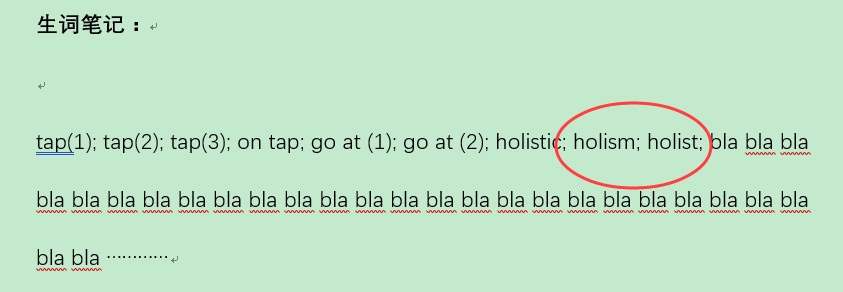 生词笔记：
tap(1); tap(2); tap(3); on tap; go at (1); go at (2); holistic; holism; holist; bla bla bla
bla bla bla bla bla bla bla bla bla bla bla bla bla bla bla bla bla bla bla bla bla bla
bla bla …………